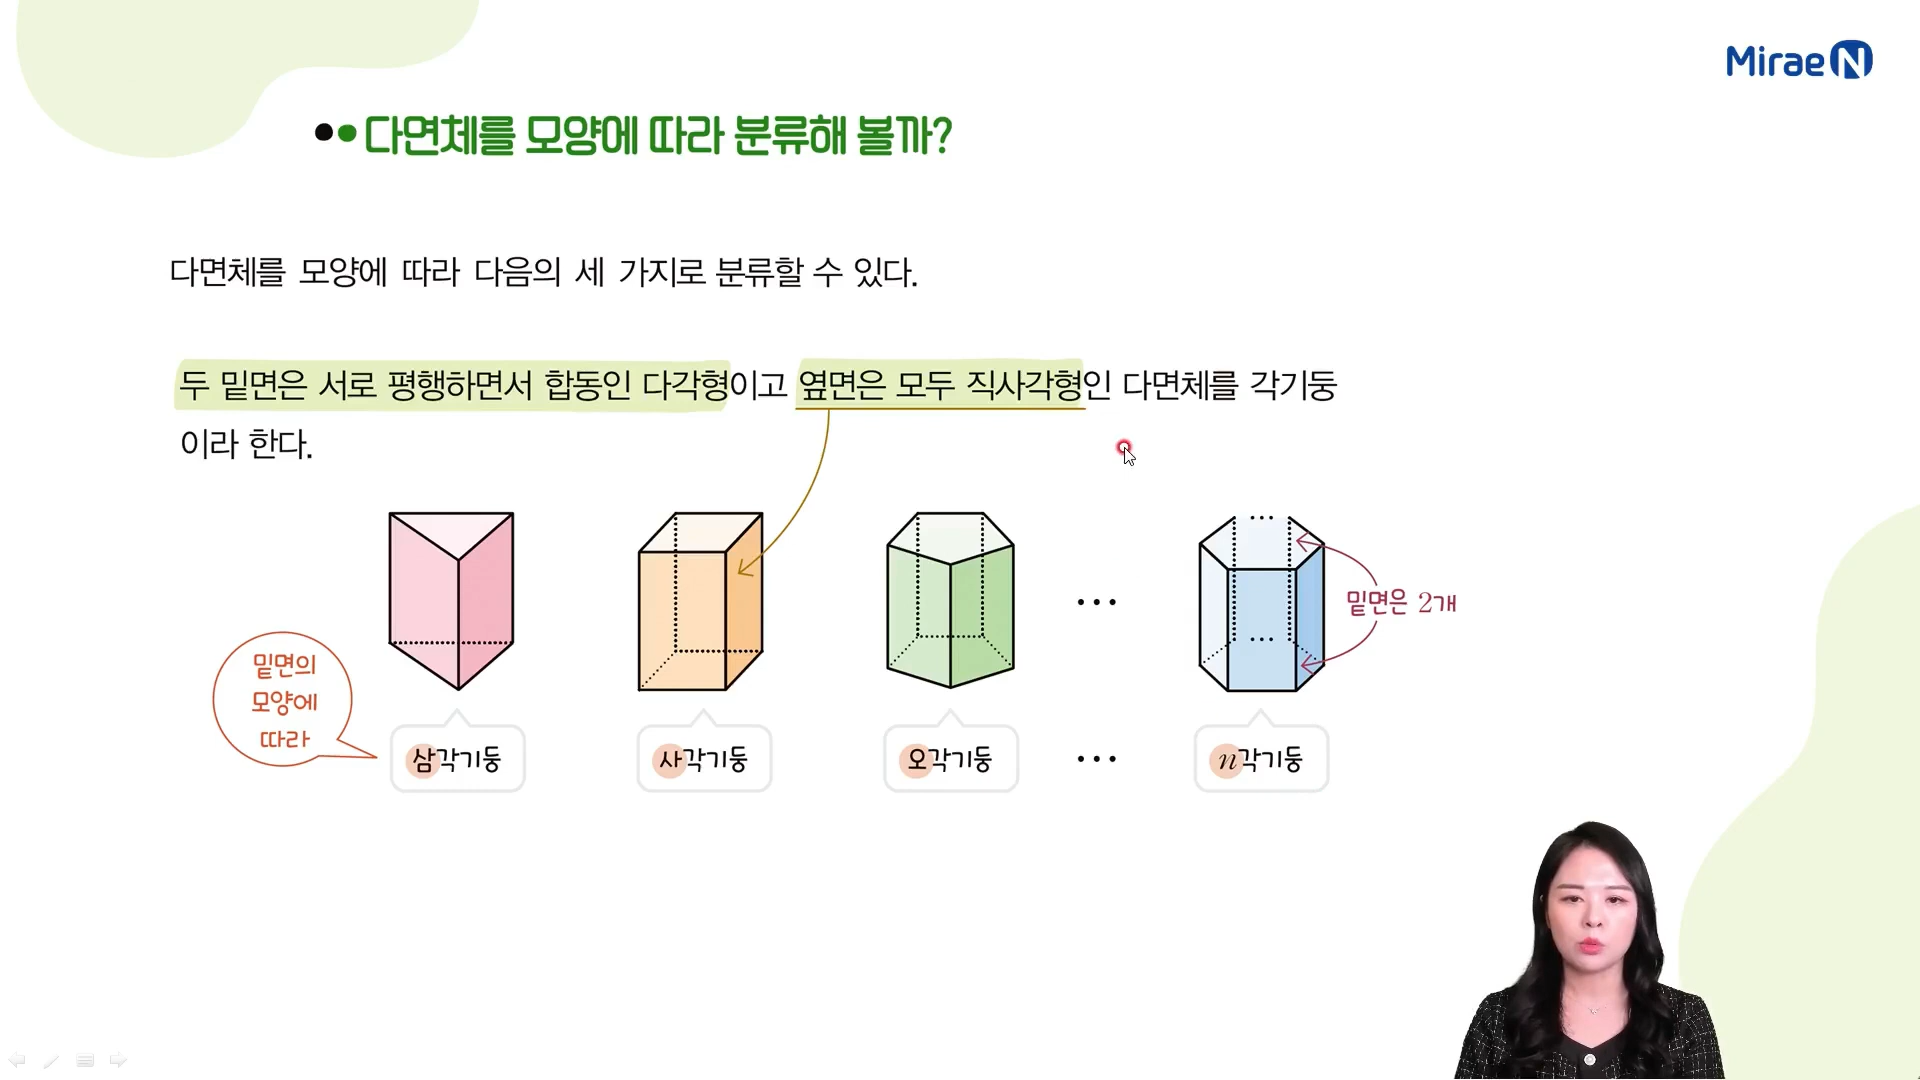 MiraeN
다면체를 모양에 따라 분류해 볼까?
다면체를 모양에 따라 다음의 세 가지로 분류할 수 있다.
두 밑면은 서로 평행하면서 합동인 다각형이고 옆면은 모두 직사각형인 다면체를 각기둥
이라 한다.
...
...
...
밑면은 2개
밑면의
모양에
따라
삼각기둥
사각기둥
오각기둥
...
n각기둥